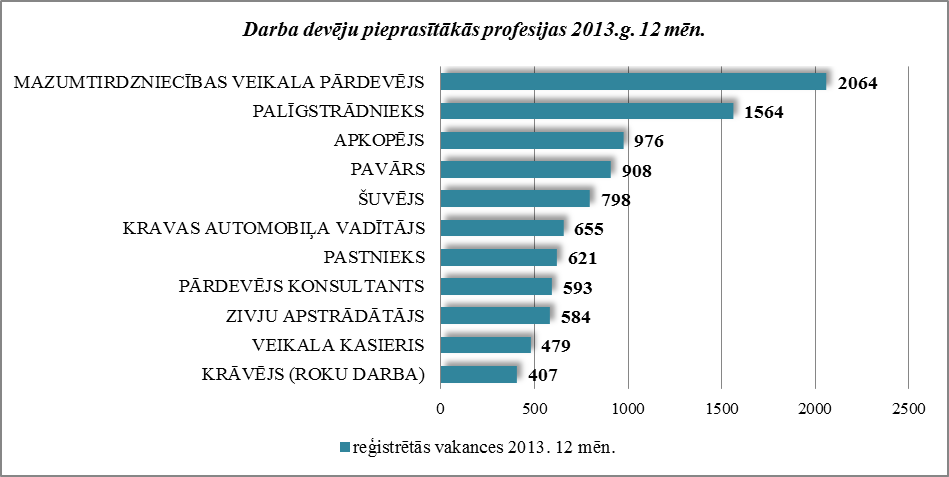 Darba devēju pieprasītākās profesijas 2013.g. 12 mēn.
MAZUMTIRDZNIECĪBAS VEIKALA PĀRDEVĒJS 2064
PALĪGSTRĀDNIEKS 1564
APKOPĒJS 976
PAVĀRS 908
ŠUVĒJS 798
KRAVAS AUTOMOBIĻA VADĪTĀJS 655
PASTNIEKS 621
PĀRDEVĒJS KONSULTANTS 593
ZIVJU APSTRĀDĀTĀJS 584
VEIKALA KASIERIS 479
KRĀVĒJS (ROKU DARBA) 407
0 500 1000 1500 2000 2500
reģistrētās vakances 2013. 12 mēn.